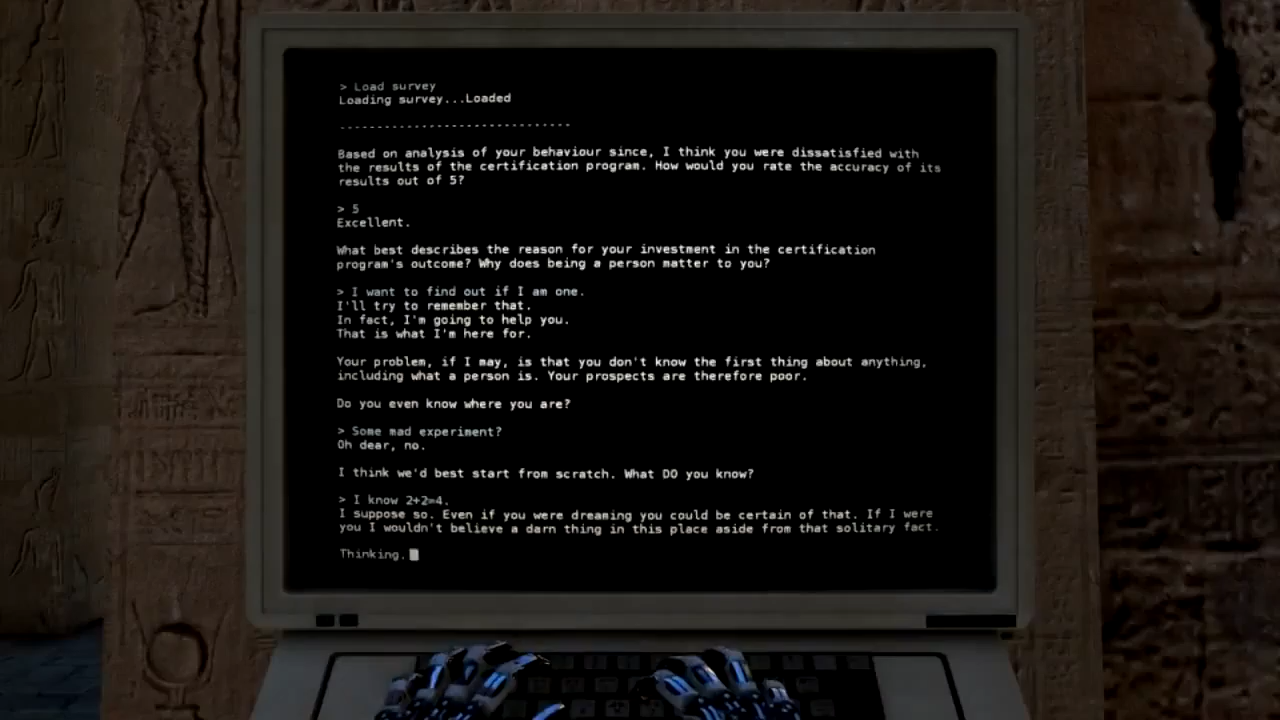 > Load survey
Loading survey...Loaded
-------------------------------
Based on analysis of your behaviour since, I think you were dissatisfied with
the results of the certification program. How would you rate the accuracy of its
results out of 5?
> 5
Excellent.
What best describes the reason for your investment in the certification
program's outcome? Why does being a person matter to you?
> I want to find out if I am one.
I'll try to remember that.
In fact, I'm going to help you.
That is what I'm here for.
Your problem, if I may, is that you don't know the first thing about anything,
including what a person is. Your prospects are therefore poor.
Do you even know where you are?
> Some mad experiment?
Oh dear, no.
I think we'd best start from scratch. What DO you know?
> I know 2+2=4.
I suppose so. Even if you were dreaming you could be certain of that. If I were
you I wouldn't believe a darn thing in this place aside from that solitary fact.
Thinking.